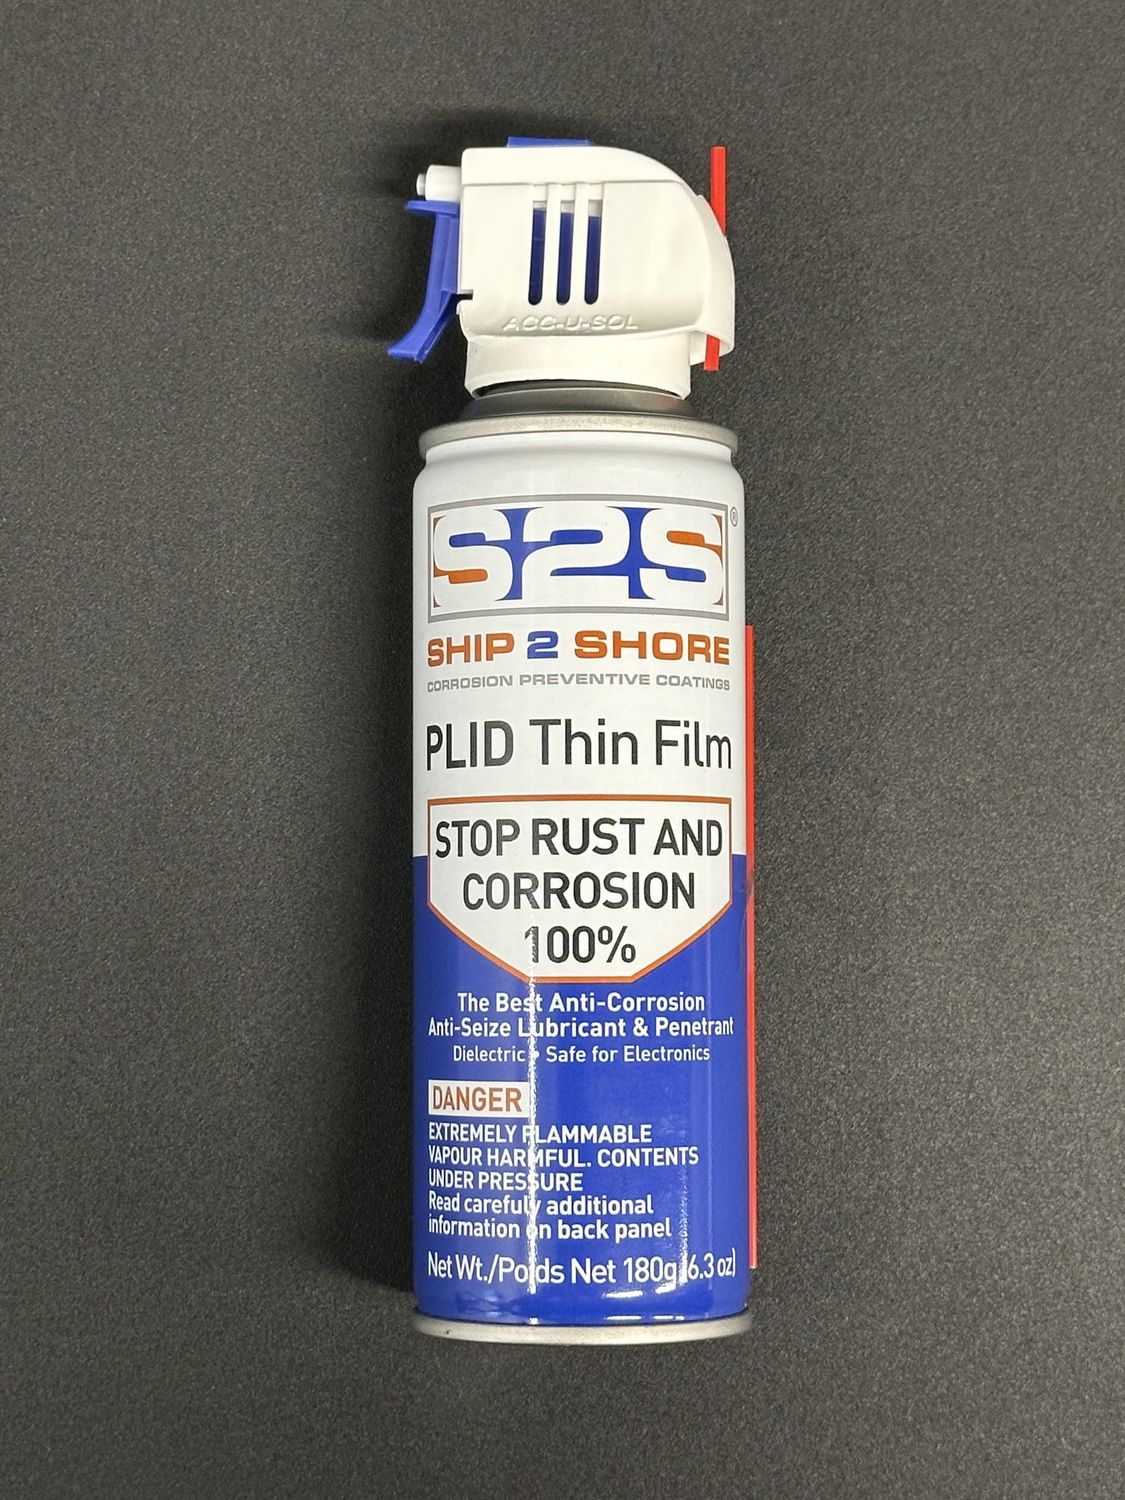 ACC-U-SOL
S2S®
SHIP 2 SHORE
CORROSION PREVENTIVE COATINGS
PLID Thin Film
STOP RUST AND
CORROSION
100%
The Best Anti-Corrosion
Anti-Seize Lubricant & Penetrant
Dielectric • Safe for Electronics
DANGER
EXTREMELY FLAMMABLE
VAPOUR HARMFUL. CONTENTS
UNDER PRESSURE
Read carefuly additional
information on back panel
Net Wt./Poids Net 180g (6.3 oz)